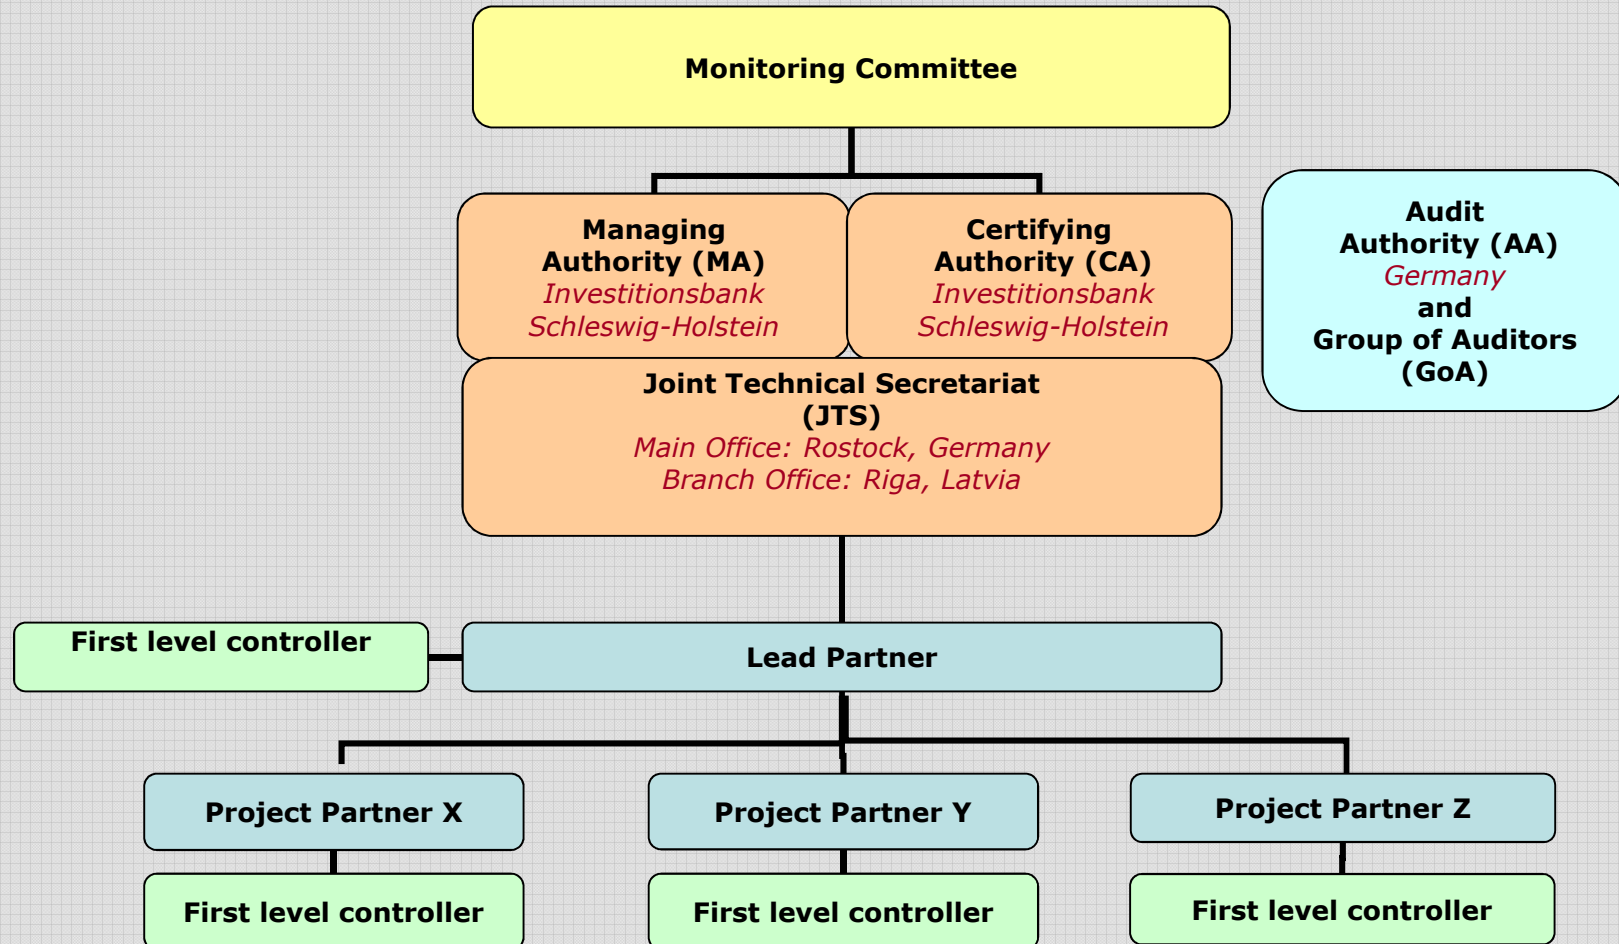 Monitoring Committee
Managing
Authority (MA)
Investitionsbank
Schleswig-Holstein
Certifying
Authority (CA)
Investitionsbank
Schleswig-Holstein
Audit
Authority (AA)
Germany
and
Group of Auditors
(GoA)
Joint Technical Secretariat
(JTS)
Main Office: Rostock, Germany
Branch Office: Riga, Latvia
First level controller
Lead Partner
Project Partner X
Project Partner Y
Project Partner Z
First level controller
First level controller
First level controller